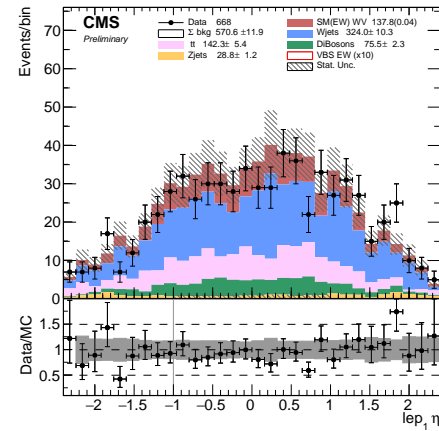 CMS
Preliminary
Data 668
Σ bkg 570.6 ±11.9
tt 142.3± 5.4
Zjets 28.8± 1.2
SM(EW) WV 137.8(0.04)
Wjets 324.0± 10.3
DiBosons 75.5± 2.3
VBS EW (x10)
Stat. Unc.
Events/bin
70
60
50
40
30
20
10
0
Data/MC
1.5
1
0.5
−2 −1.5 −1 −0.5 0 0.5 1 1.5 2
lep₁ η